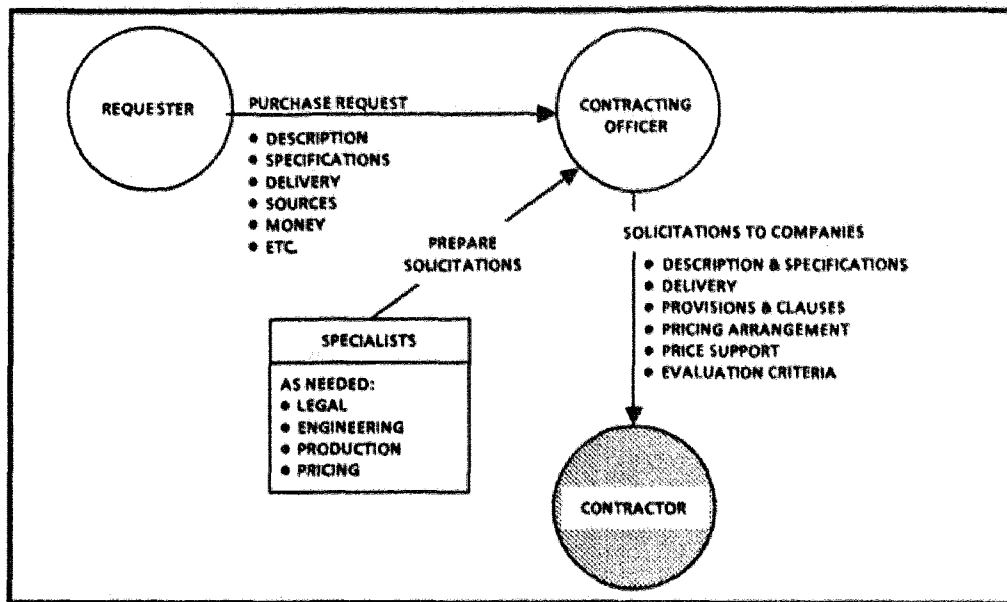 REQUESTER
PURCHASE REQUEST
• DESCRIPTION
• SPECIFICATIONS
• DELIVERY
• SOURCES
• MONEY
• ETC.
CONTRACTING
OFFICER
PREPARE
SOLICITATIONS
SOLICITATIONS TO COMPANIES
• DESCRIPTION & SPECIFICATIONS
• DELIVERY
• PROVISIONS & CLAUSES
• PRICING ARRANGEMENT
• PRICE SUPPORT
• EVALUATION CRITERIA
SPECIALISTS
AS NEEDED:
• LEGAL
• ENGINEERING
• PRODUCTION
• PRICING
CONTRACTOR